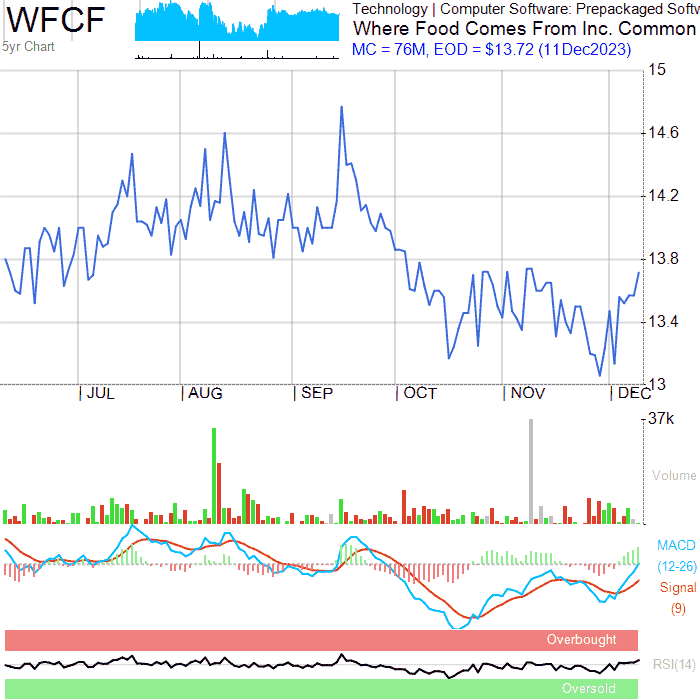 WFCF
5yr Chart
Technology | Computer Software: Prepackaged Softw
Where Food Comes From Inc. Common
MC = 76M, EOD = $13.72 (11Dec2023)
15
14.6
14.2
13.8
13.4
13
JUL AUG SEP OCT NOV DEC
37k
Volume
MACD
(12-26)
Signal
(9)
Overbought
RSI(14)
Oversold